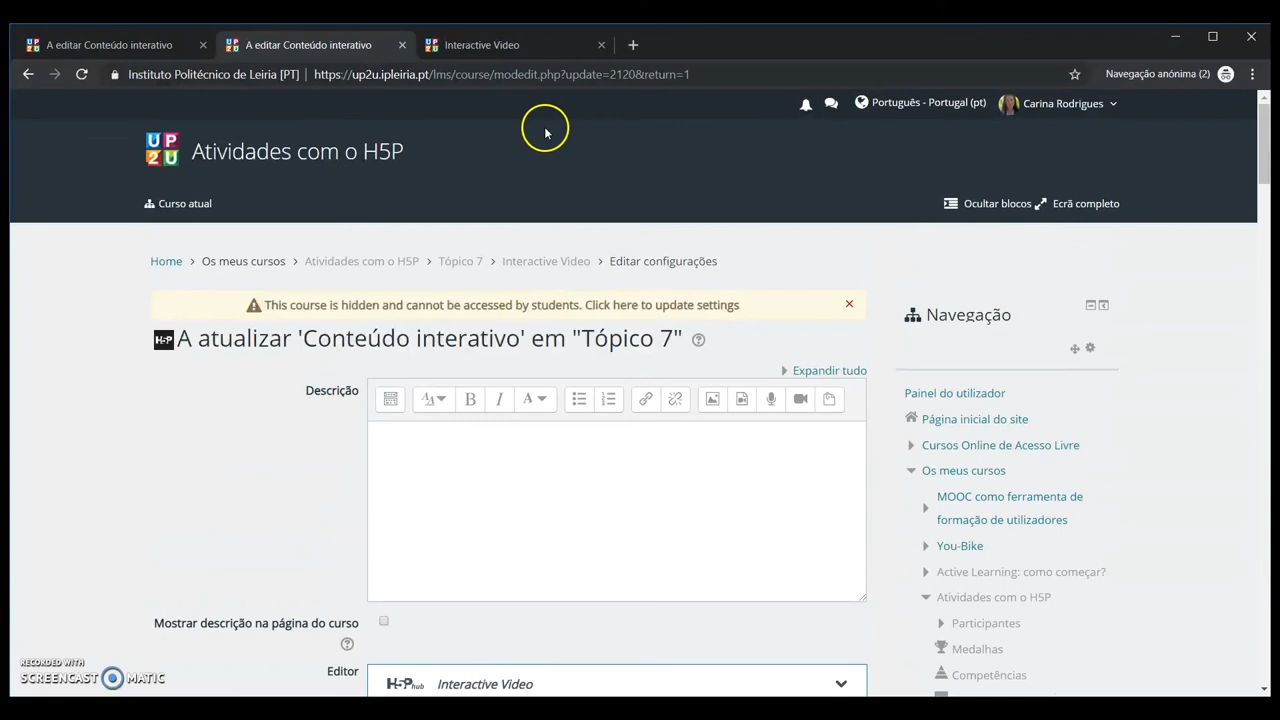 A editar Conteúdo interativo
A editar Conteúdo interativo
Interactive Video
Instituto Politécnico de Leiria [PT] | https://up2u.ipleiria.pt/lms/course/modedit.php?update=2120&return=1
Navegação anónima (2)
Português - Portugal (pt)
Carina Rodrigues
UP2U
Atividades com o H5P
Curso atual
Ocultar blocos
Ecrã completo
Home > Os meus cursos > Atividades com o H5P > Tópico 7 > Interactive Video > Editar configurações
This course is hidden and cannot be accessed by students. Click here to update settings
H5P A atualizar 'Conteúdo interativo' em "Tópico 7"
Expandir tudo
Descrição
Mostrar descrição na página do curso
Editor
H5P hub Interactive Video
Navegação
Painel do utilizador
Página inicial do site
Cursos Online de Acesso Livre
Os meus cursos
MOOC como ferramenta de
formação de utilizadores
You-Bike
Active Learning: como começar?
Atividades com o H5P
Participantes
Medalhas
Competências
RECORDED WITH
SCREENCAST MATIC